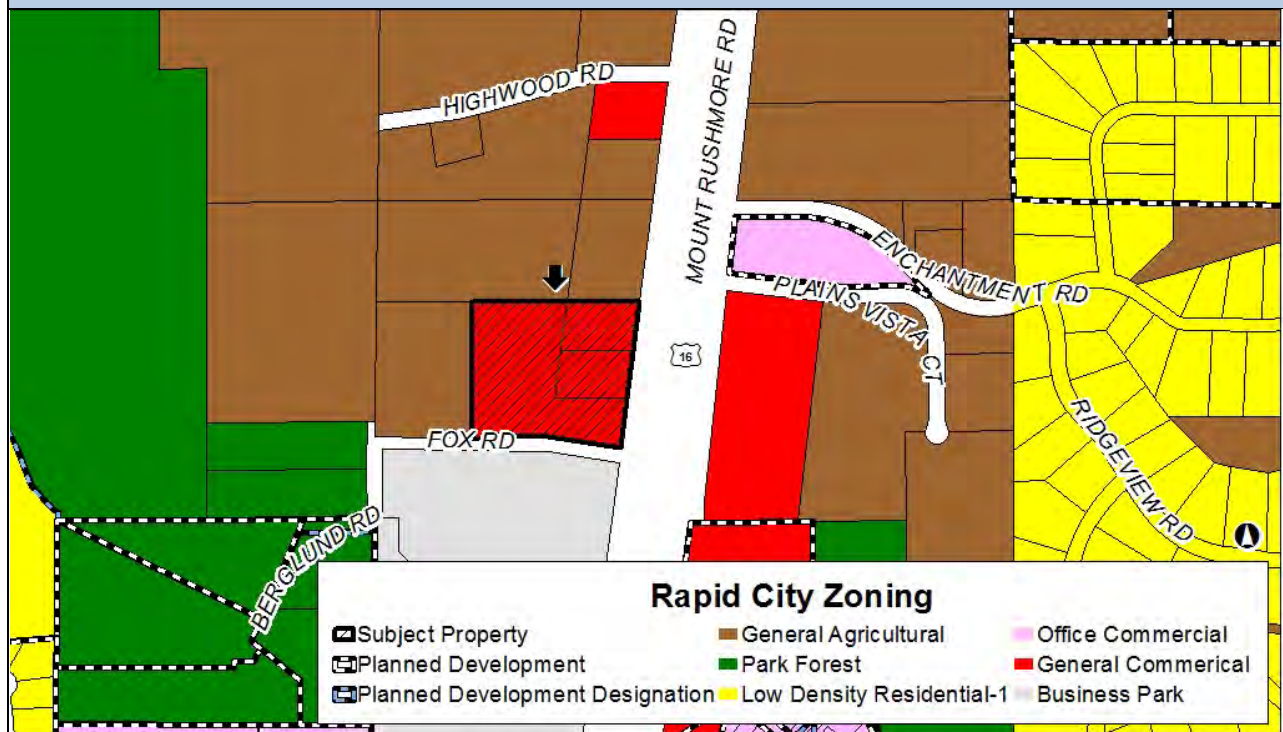 HIGHWOOD RD
MOUNT RUSHMORE RD
ENCHANTMENT RD
PLAINS VISTA CT
16
FOX RD
RIDGEVIEW RD
BERGLUND RD
Rapid City Zoning
Subject Property
General Agricultural
Office Commercial
Planned Development
Park Forest
General Commerical
Planned Development Designation
Low Density Residential-1
Business Park